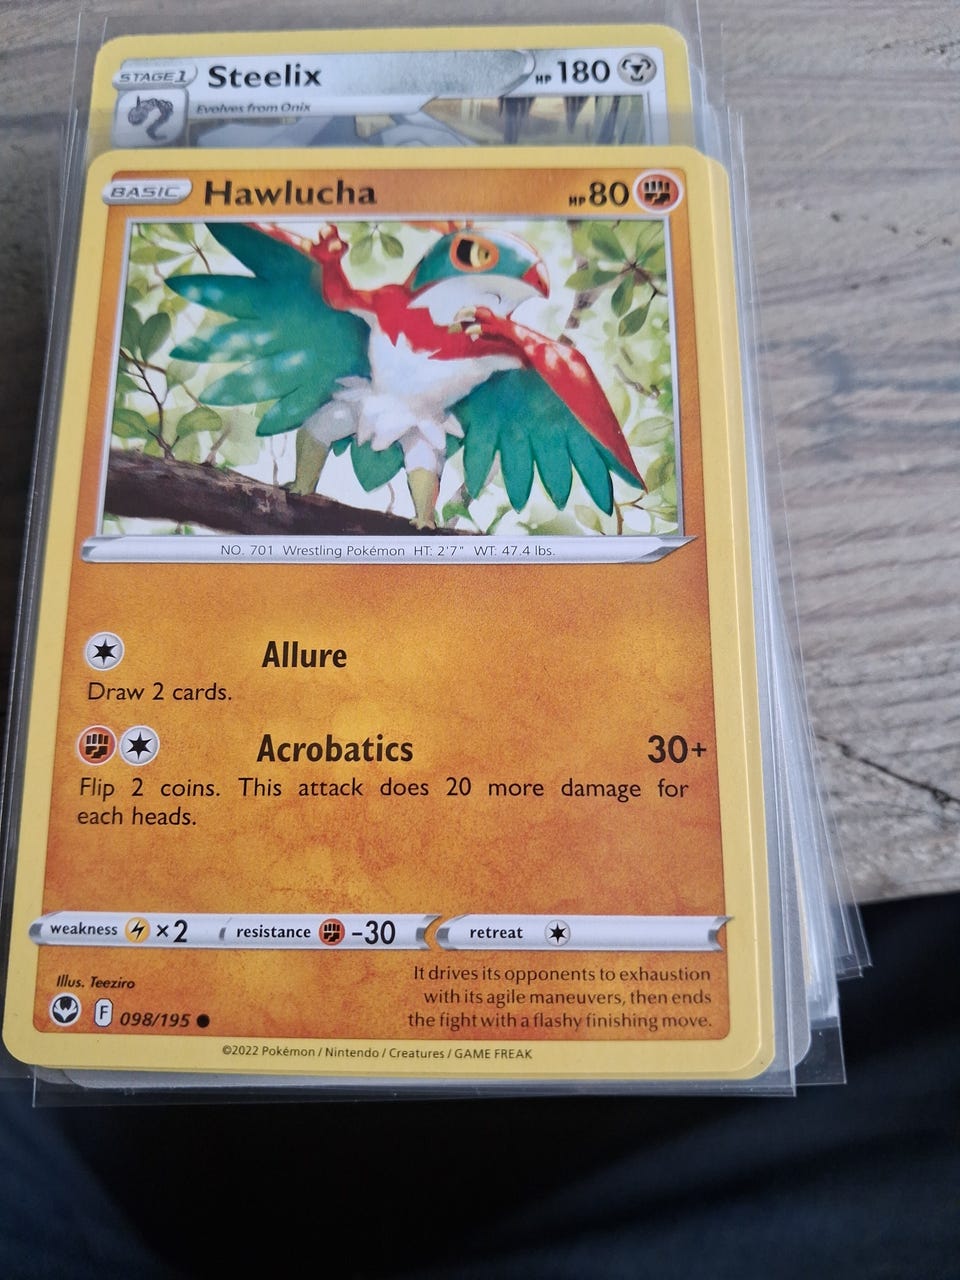 STAGE 1 Steelix HP 180
Evolves from Onix
BASIC Hawlucha HP 80
NO. 701 Wrestling Pokémon HT: 2'7" WT: 47.4 lbs.
Allure
Draw 2 cards.
Acrobatics 30+
Flip 2 coins. This attack does 20 more damage for
each heads.
weakness ×2 resistance -30 retreat
It drives its opponents to exhaustion
with its agile maneuvers, then ends
the fight with a flashy finishing move.
Illus. Teeziro
F 098/195
©2022 Pokémon / Nintendo / Creatures / GAME FREAK